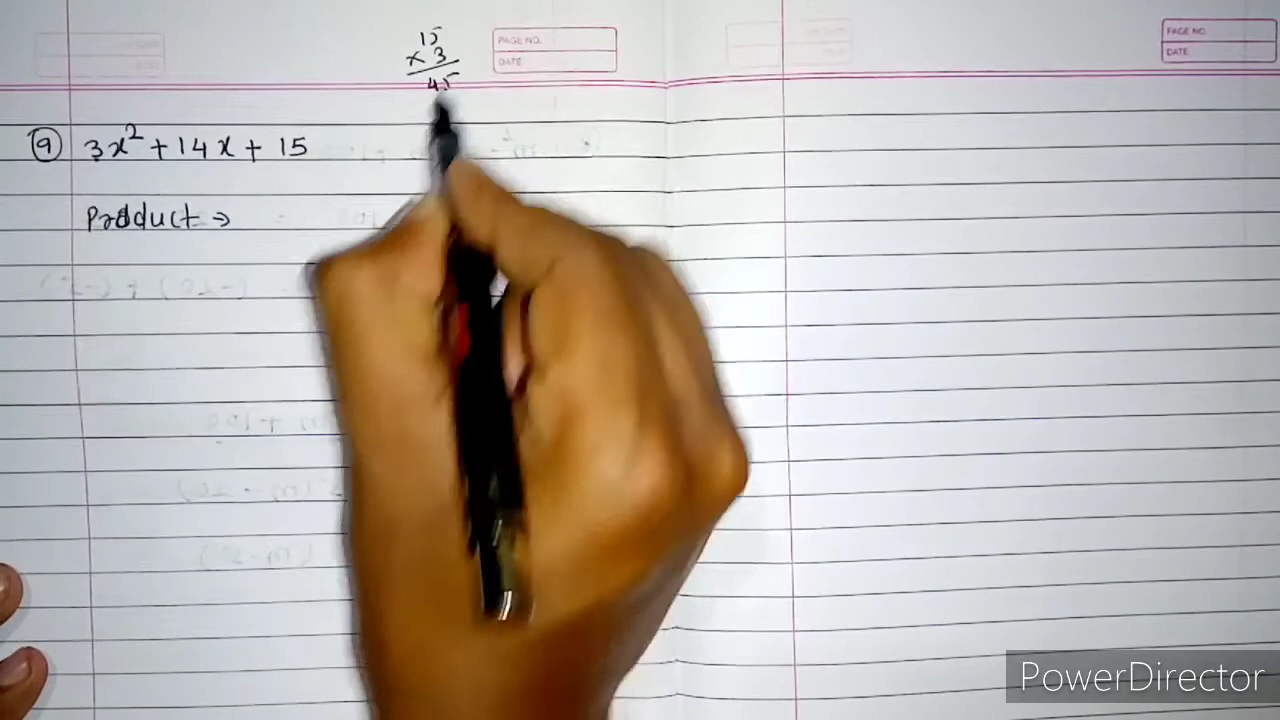 15
× 3
45
PAGE NO.
DATE
PAGE NO.
DATE
9 3x² + 14x + 15
Product →
PowerDirector